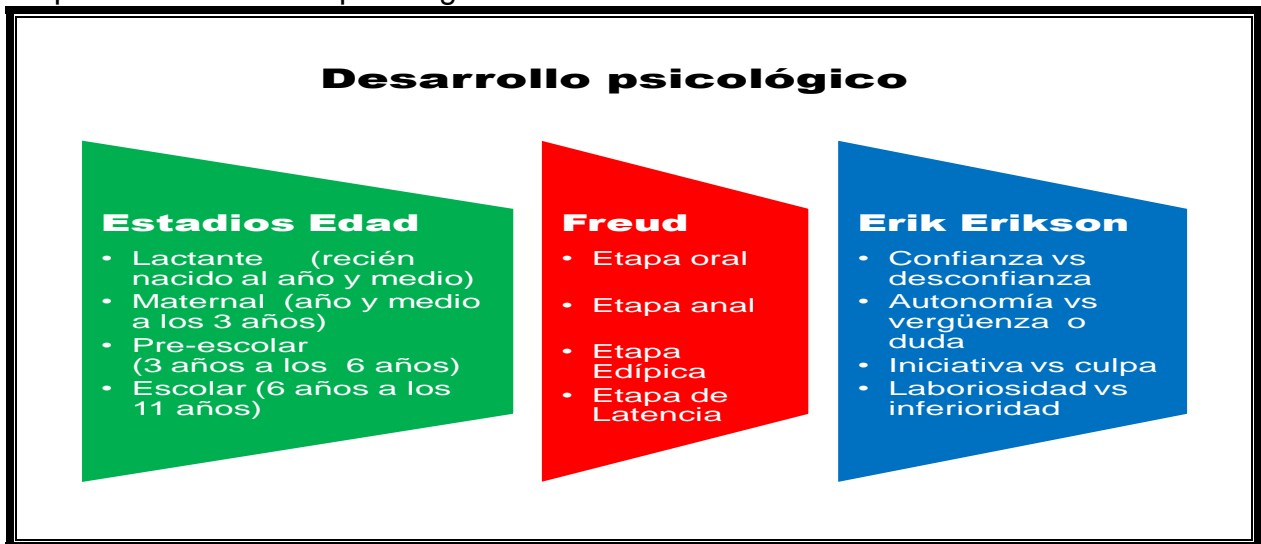 Desarrollo psicológico
Estadios Edad
• Lactante (recién
nacido al año y medio)
• Maternal (año y medio
a los 3 años)
• Pre-escolar
(3 años a los 6 años)
• Escolar (6 años a los
11 años)
Freud
• Etapa oral
• Etapa anal
• Etapa
Edípica
• Etapa de
Latencia
Erik Erikson
• Confianza vs
desconfianza
• Autonomía vs
vergüenza o
duda
• Iniciativa vs culpa
• Laboriosidad vs
inferioridad